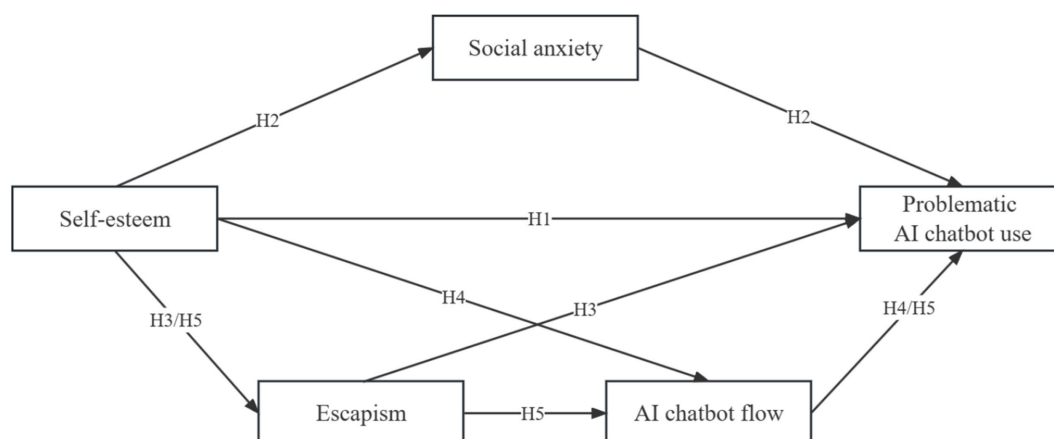 Social anxiety
H2
H2
Self-esteem
H1
Problematic
AI chatbot use
H4
H3
H3/H5
H4/H5
Escapism
H5
AI chatbot flow